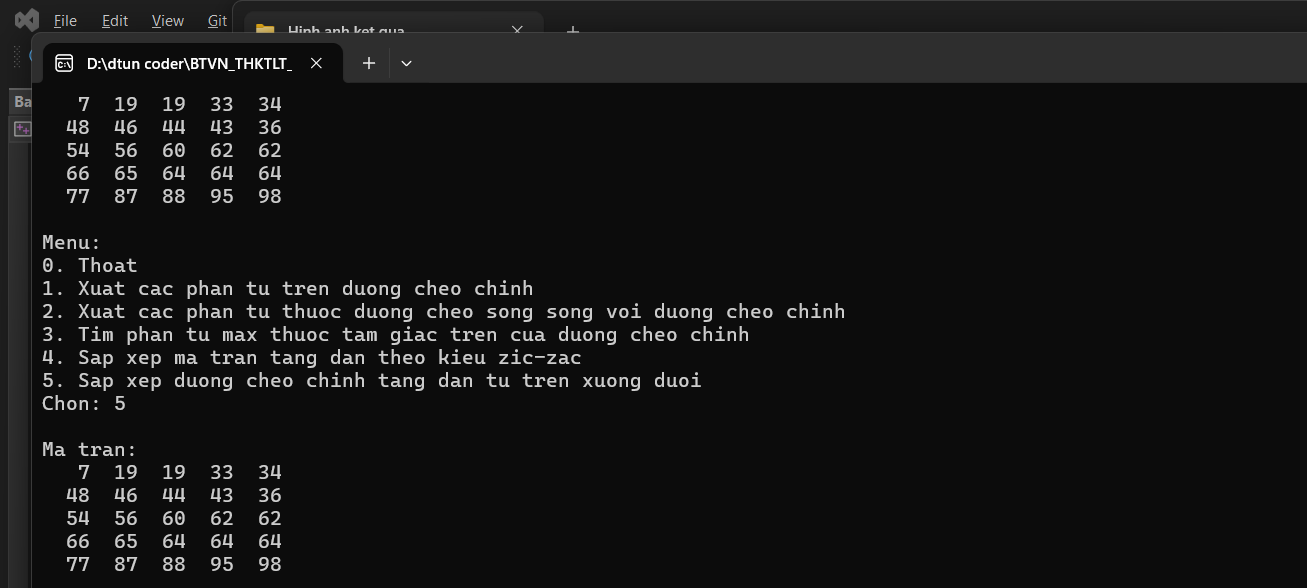 File Edit View Git
Hinh anh ket qua
D:\dtun coder\BTVN_THKTLT_
Ba
7 19 19 33 34
48 46 44 43 36
54 56 60 62 62
66 65 64 64 64
77 87 88 95 98
Menu:
0. Thoat
1. Xuat cac phan tu tren duong cheo chinh
2. Xuat cac phan tu thuoc duong cheo song song voi duong cheo chinh
3. Tim phan tu max thuoc tam giac tren cua duong cheo chinh
4. Sap xep ma tran tang dan theo kieu zic-zac
5. Sap xep duong cheo chinh tang dan tu tren xuong duoi
Chon: 5
Ma tran:
7 19 19 33 34
48 46 44 43 36
54 56 60 62 62
66 65 64 64 64
77 87 88 95 98